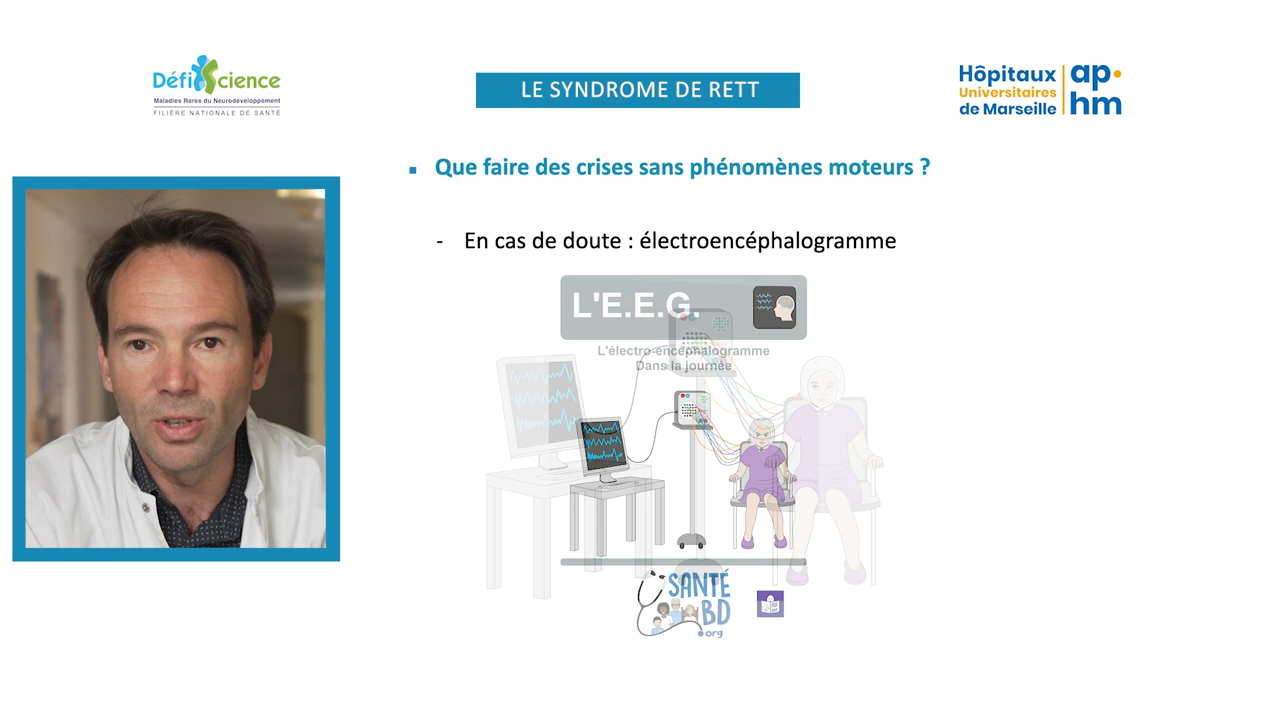 DéfiScience
Maladies Rares du Neurodéveloppement
FILIÈRE NATIONALE DE SANTÉ
LE SYNDROME DE RETT
Hôpitaux
Universitaires
de Marseille
ap.
hm
Que faire des crises sans phénomènes moteurs ?
- En cas de doute : électroencéphalogramme
L'E.E.G.
L'électro-encéphalogramme
Dans la journée
SANTÉ
BD
.org